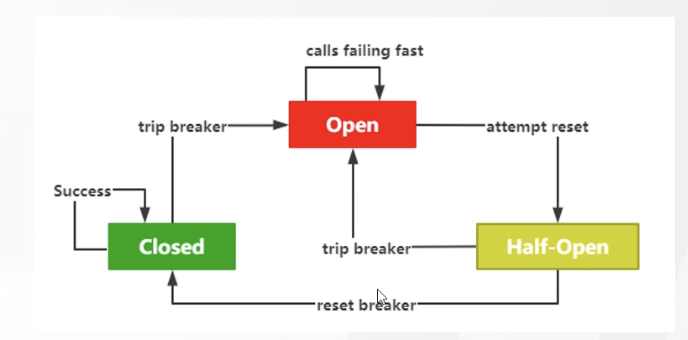 calls failing fast
trip breaker
Open
attempt reset
Success
Closed
trip breaker
Half-Open
reset breaker